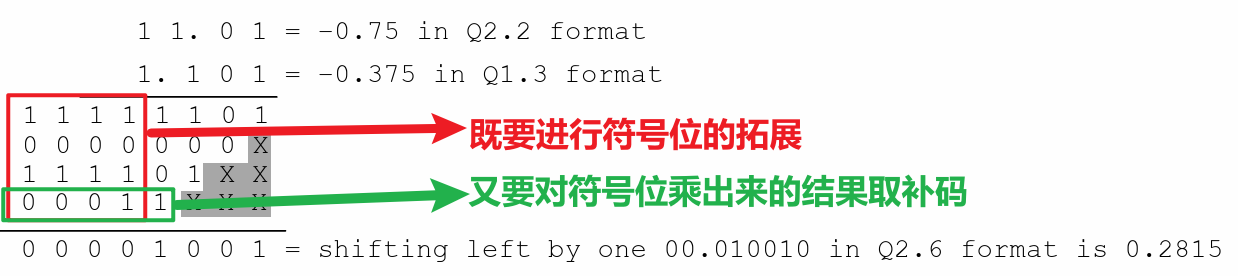 1 1. 0 1 = -0.75 in Q2.2 format
1. 1 0 1 = -0.375 in Q1.3 format
1 1 1 1 1 1 0 1
既要进行符号位的拓展
0 0 0 0 0 0 0 X
1 1 1 1 0 1 X X
又要对符号位乘出来的结果取补码
0 0 0 1 1 X X X
0 0 0 0 1 0 0 1 = shifting left by one 00.010010 in Q2.6 format is 0.2815